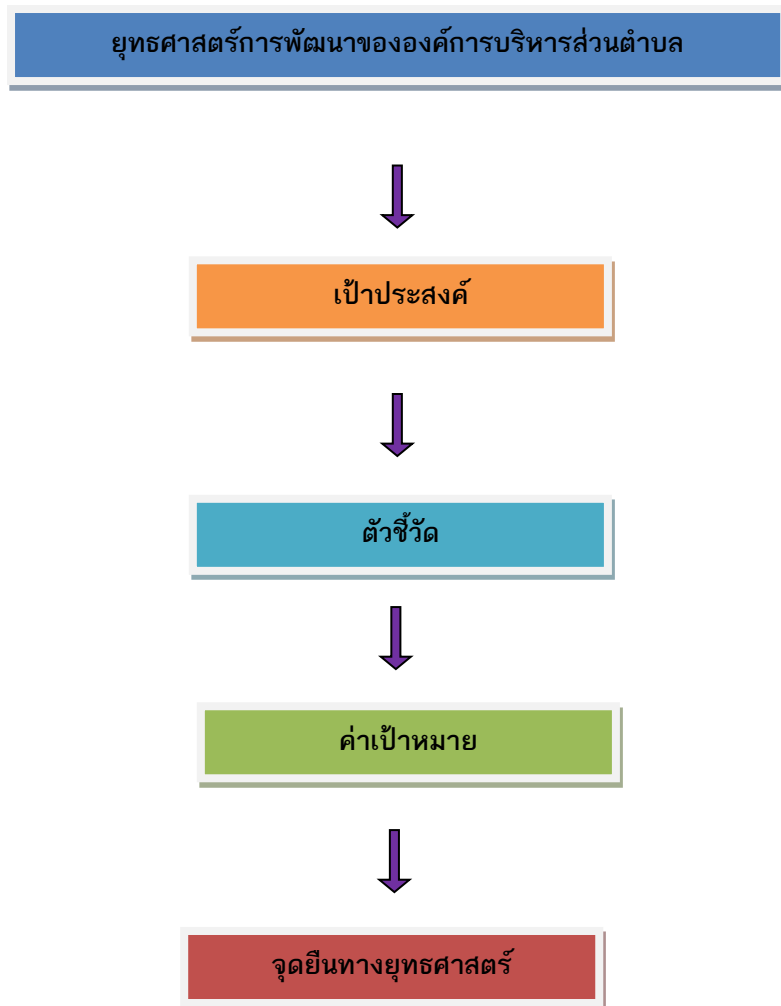 ยุทธศาสตร์การพัฒนาขององค์การบริหารส่วนตำบล
เป้าประสงค์
ตัวชี้วัด
ค่าเป้าหมาย
จุดยืนทางยุทธศาสตร์